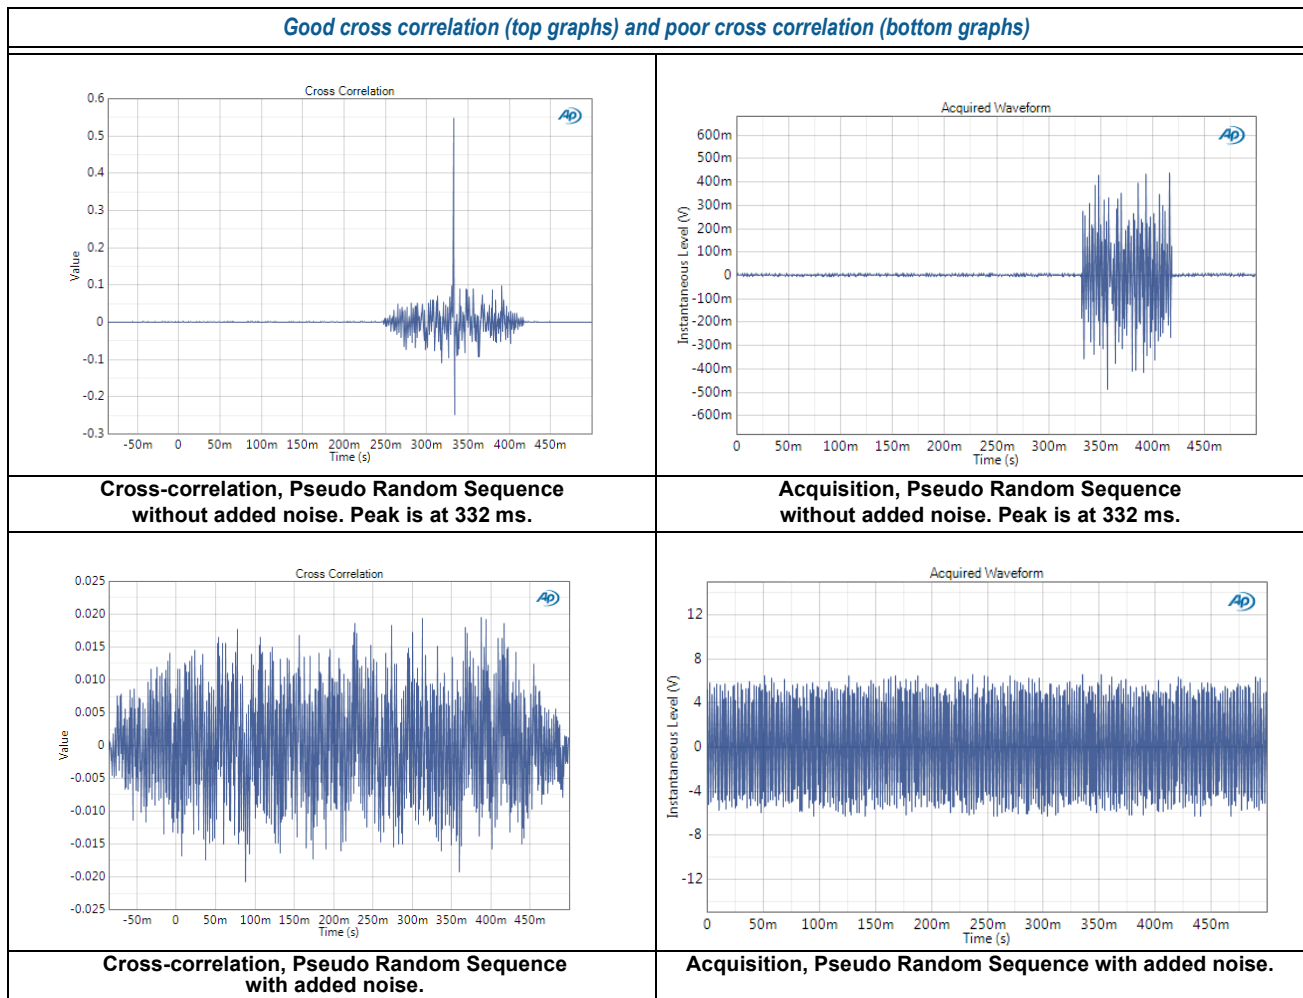 Good cross correlation (top graphs) and poor cross correlation (bottom graphs)
Cross Correlation
AP
0.6
0.5
0.4
0.3
0.2
0.1
0
-0.1
-0.2
-0.3
Value
-50m 0 50m 100m 150m 200m 250m 300m 350m 400m 450m
Time (s)
Acquired Waveform
AP
600m
500m
400m
300m
200m
100m
0
-100m
-200m
-300m
-400m
-500m
-600m
Instantaneous Level (V)
0 50m 100m 150m 200m 250m 300m 350m 400m 450m
Time (s)
Cross-correlation, Pseudo Random Sequence
without added noise. Peak is at 332 ms.
Acquisition, Pseudo Random Sequence
without added noise. Peak is at 332 ms.
Cross Correlation
AP
0.025
0.020
0.015
0.010
0.005
0
-0.005
-0.010
-0.015
-0.020
-0.025
Value
-50m 0 50m 100m 150m 200m 250m 300m 350m 400m 450m
Time (s)
Acquired Waveform
AP
12
8
4
0
-4
-8
-12
Instantaneous Level (V)
0 50m 100m 150m 200m 250m 300m 350m 400m 450m
Time (s)
Cross-correlation, Pseudo Random Sequence
with added noise.
Acquisition, Pseudo Random Sequence with added noise.